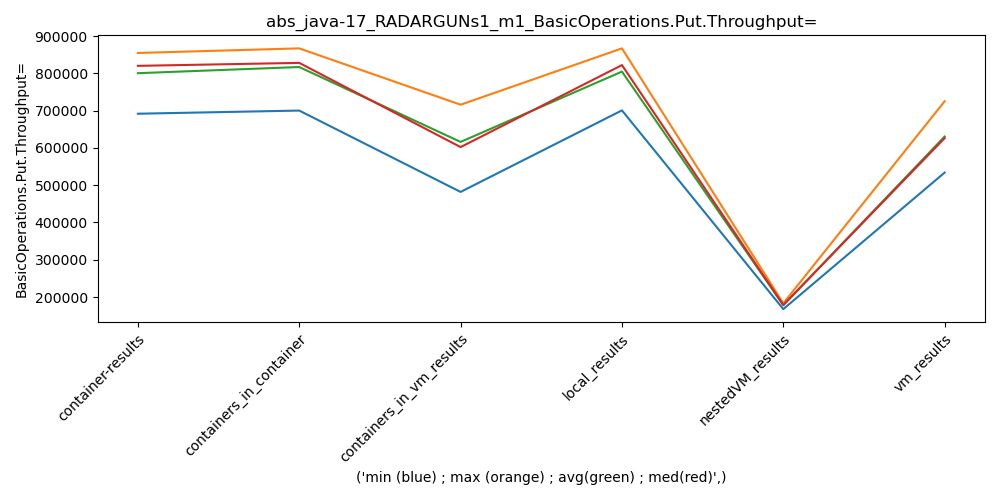 abs_java-17_RADARGUNs1_m1_BasicOperations.Put.Throughput=
BasicOperations.Put.Throughput=
900000
800000
700000
600000
500000
400000
300000
200000
container-results
containers_in_container
containers_in_vm_results
local_results
nestedVM_results
vm_results
('min (blue) ; max (orange) ; avg(green) ; med(red)',)